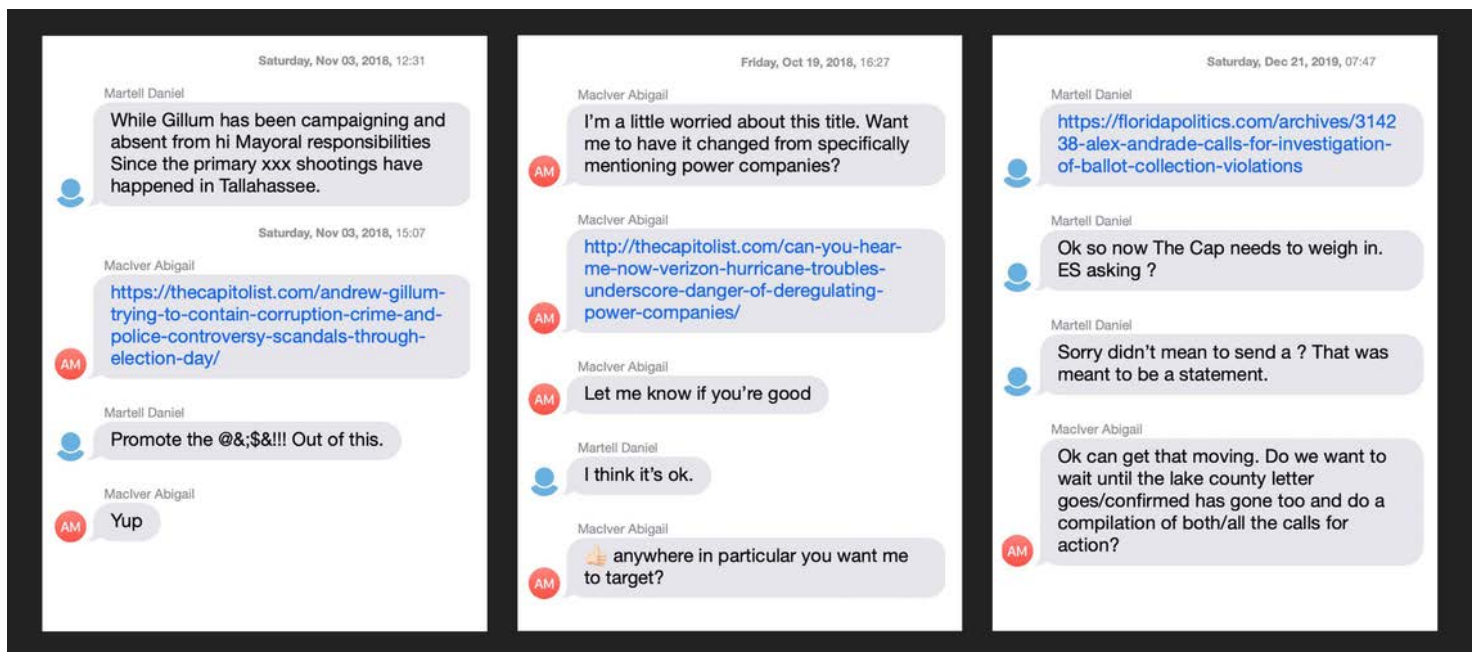 Saturday, Nov 03, 2018, 12:31
Martell Daniel
While Gillum has been campaigning and
absent from hi Mayoral responsibilities
Since the primary xxx shootings have
happened in Tallahassee.
Saturday, Nov 03, 2018, 15:07
MacIver Abigail
https://thecapitolist.com/andrew-gillum-
trying-to-contain-corruption-crime-and-
police-controversy-scandals-through-
election-day/
AM
Martell Daniel
Promote the @&;$&!!! Out of this.
MacIver Abigail
Yup
AM
Friday, Oct 19, 2018, 16:27
MacIver Abigail
I'm a little worried about this title. Want
me to have it changed from specifically
mentioning power companies?
AM
MacIver Abigail
http://thecapitolist.com/can-you-hear-
me-now-verizon-hurricane-troubles-
underscore-danger-of-deregulating-
power-companies/
AM
MacIver Abigail
Let me know if you're good
AM
Martell Daniel
I think it's ok.
MacIver Abigail
👍🏻 anywhere in particular you want me
to target?
AM
Saturday, Dec 21, 2019, 07:47
Martell Daniel
https://floridapolitics.com/archives/3142
38-alex-andrade-calls-for-investigation-
of-ballot-collection-violations
Martell Daniel
Ok so now The Cap needs to weigh in.
ES asking ?
Martell Daniel
Sorry didn't mean to send a ? That was
meant to be a statement.
MacIver Abigail
Ok can get that moving. Do we want to
wait until the lake county letter
goes/confirmed has gone too and do a
compilation of both/all the calls for
action?
AM